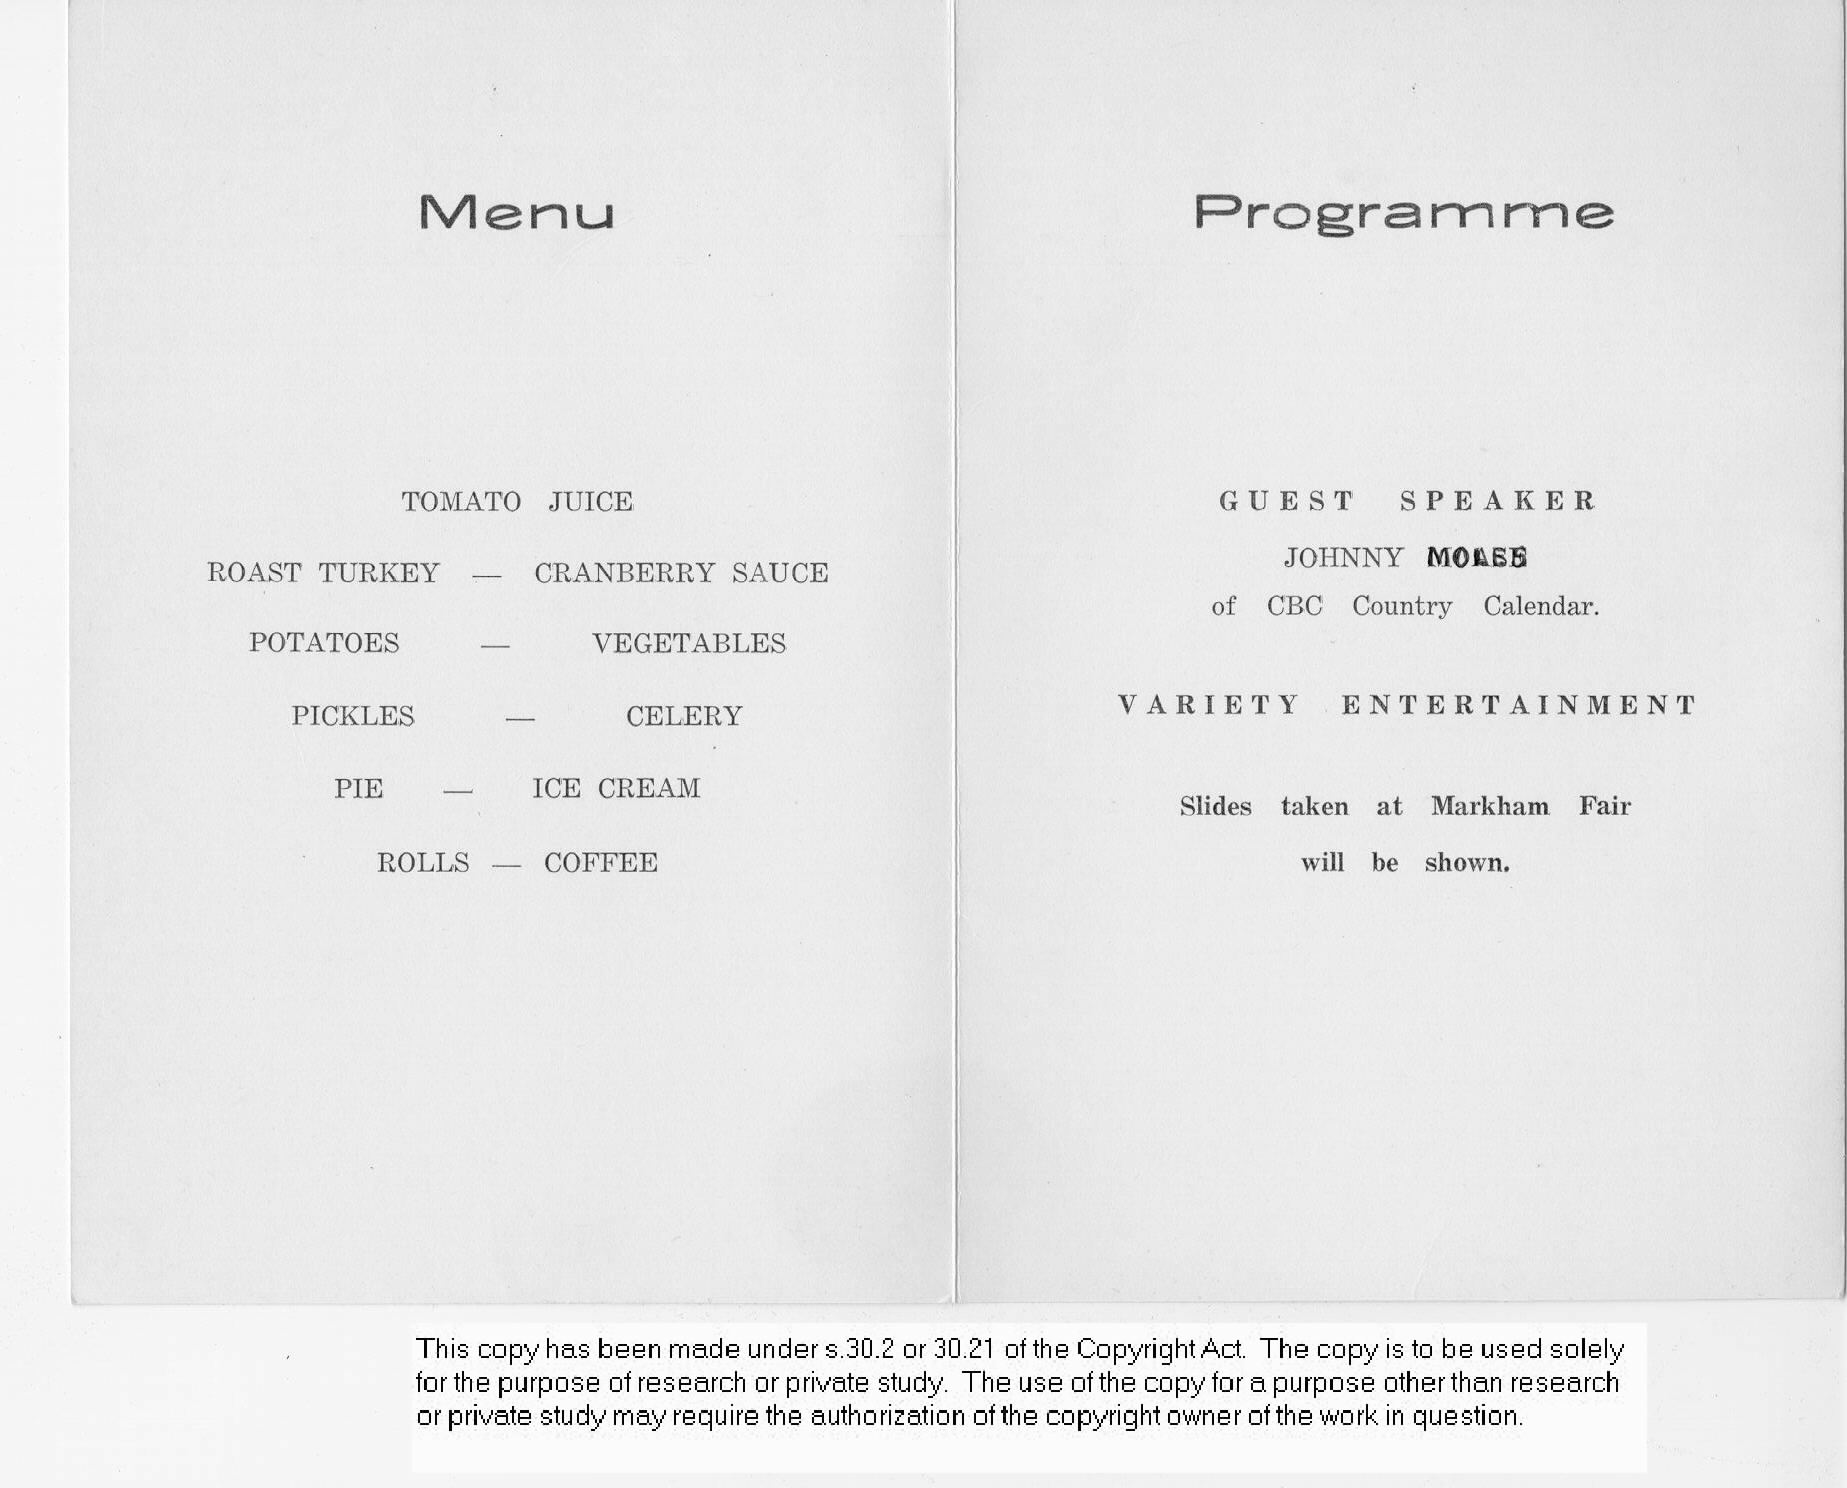 Menu
TOMATO JUICE
ROAST TURKEY — CRANBERRY SAUCE
POTATOES — VEGETABLES
PICKLES — CELERY
PIE — ICE CREAM
ROLLS — COFFEE
Programme
GUEST SPEAKER
JOHNNY
of CBC Country Calendar.
VARIETY ENTERTAINMENT
Slides taken at Markham Fair
will be shown.
This copy has been made under s.30.2 or 30.21 of the Copyright Act. The copy is to be used solely
for the purpose of research or private study. The use of the copy for a purpose other than research
or private study may require the authorization of the copyright owner of the work in question.